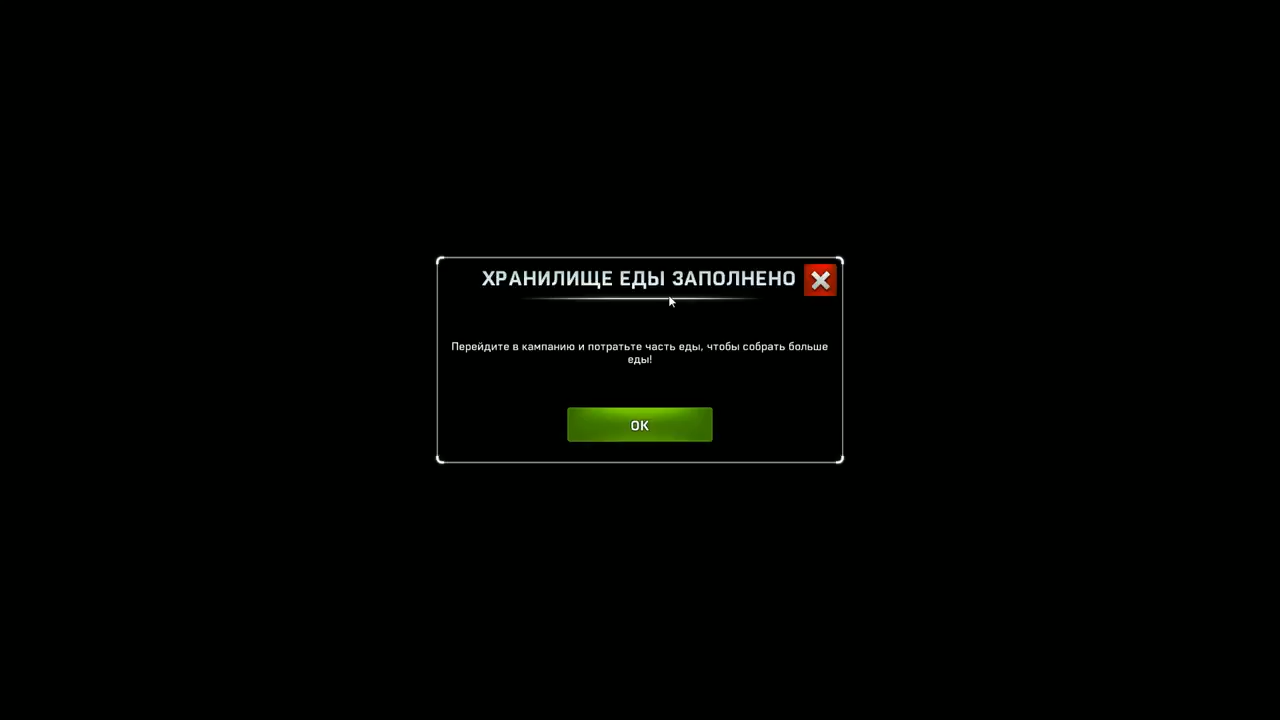 ХРАНИЛИЩЕ ЕДЫ ЗАПОЛНЕНО
Перейдите в кампанию и потратьте часть еды, чтобы собрать больше
еды!
ОК